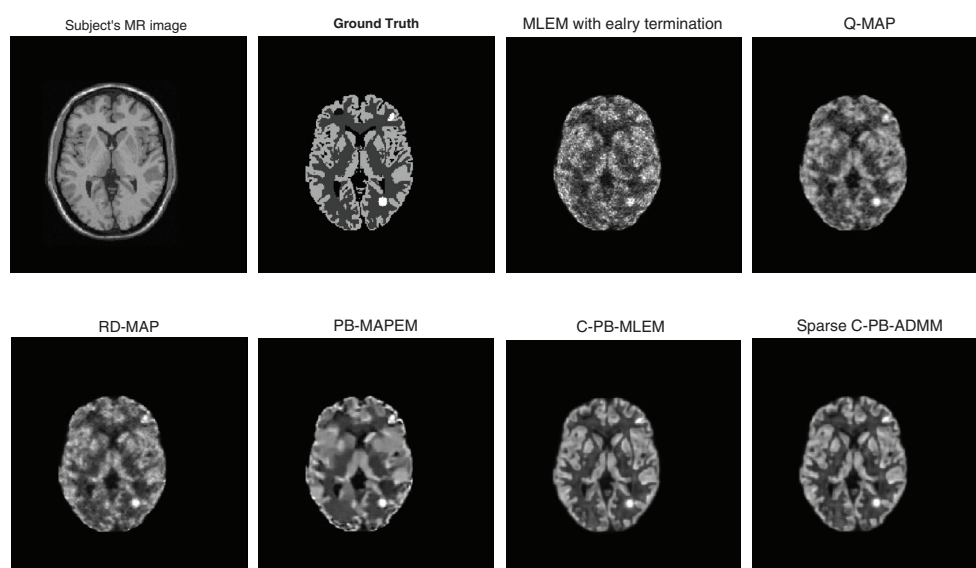 Subject's MR image
Ground Truth
MLEM with ealry termination
Q-MAP
RD-MAP
PB-MAPEM
C-PB-MLEM
Sparse C-PB-ADMM